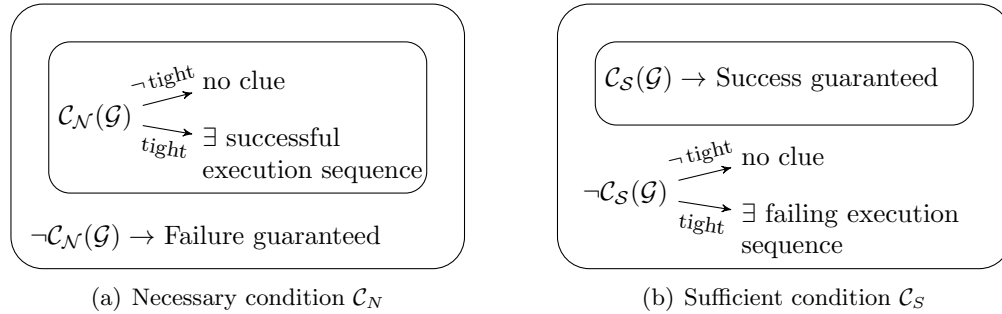 ¬ tight no clue
𝒞_𝒩(𝒢)
tight ∃ successful
execution sequence
¬𝒞_𝒩(𝒢) → Failure guaranteed
(a) Necessary condition 𝒞_N
𝒞_𝒮(𝒢) → Success guaranteed
¬ tight no clue
¬𝒞_𝒮(𝒢)
tight ∃ failing execution
sequence
(b) Sufficient condition 𝒞_S